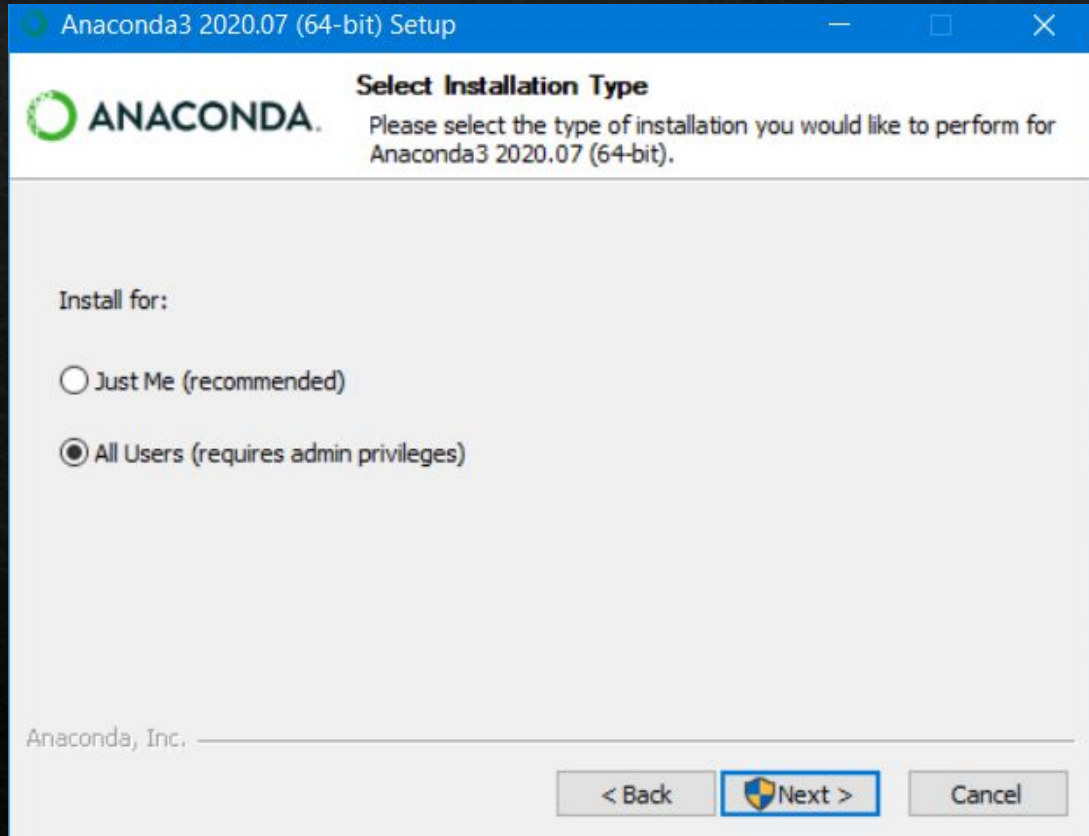 Anaconda3 2020.07 (64-bit) Setup
ANACONDA.
Select Installation Type
Please select the type of installation you would like to perform for
Anaconda3 2020.07 (64-bit).
Install for:
Just Me (recommended)
All Users (requires admin privileges)
Anaconda, Inc.
< Back
Next >
Cancel